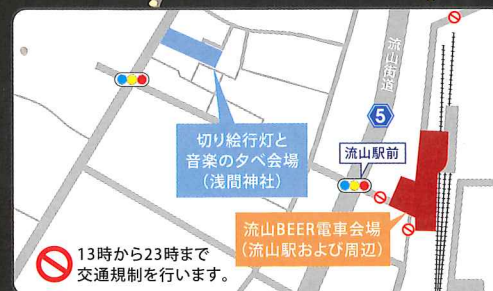 流山街道
5
切り絵行灯と
音楽の夕べ会場
(浅間神社)
流山駅前
流山BEER電車会場
(流山駅および周辺)
13時から23時まで
交通規制を行います。